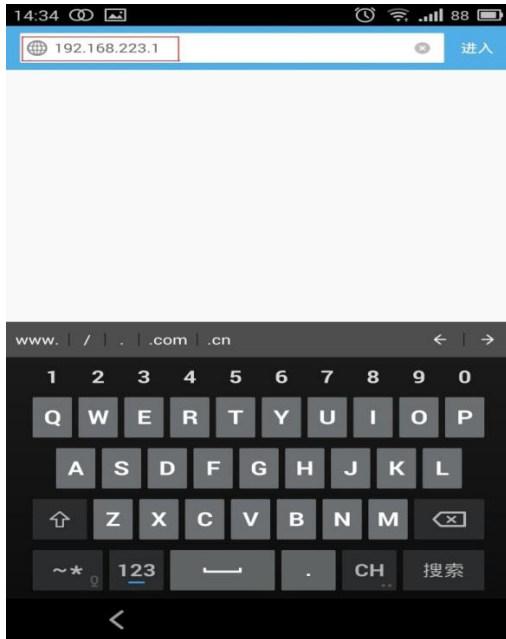 14:34 88
192.168.223.1 进入
www. / . .com .cn
1 2 3 4 5 6 7 8 9 0
Q W E R T Y U I O P
A S D F G H J K L
Z X C V B N M
~* 123 . CH 搜索